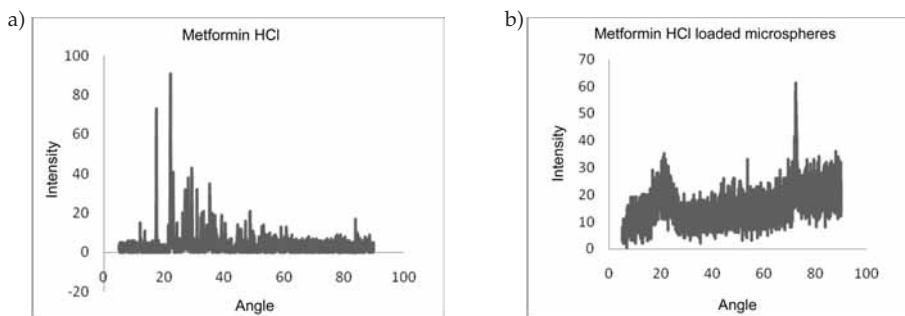 a)
Metformin HCl
100
80
60
40
20
0
-20
0 20 40 60 80 100
Intensity
Angle
b)
Metformin HCl loaded microspheres
70
60
50
40
30
20
10
0
0 20 40 60 80 100
Intensity
Angle